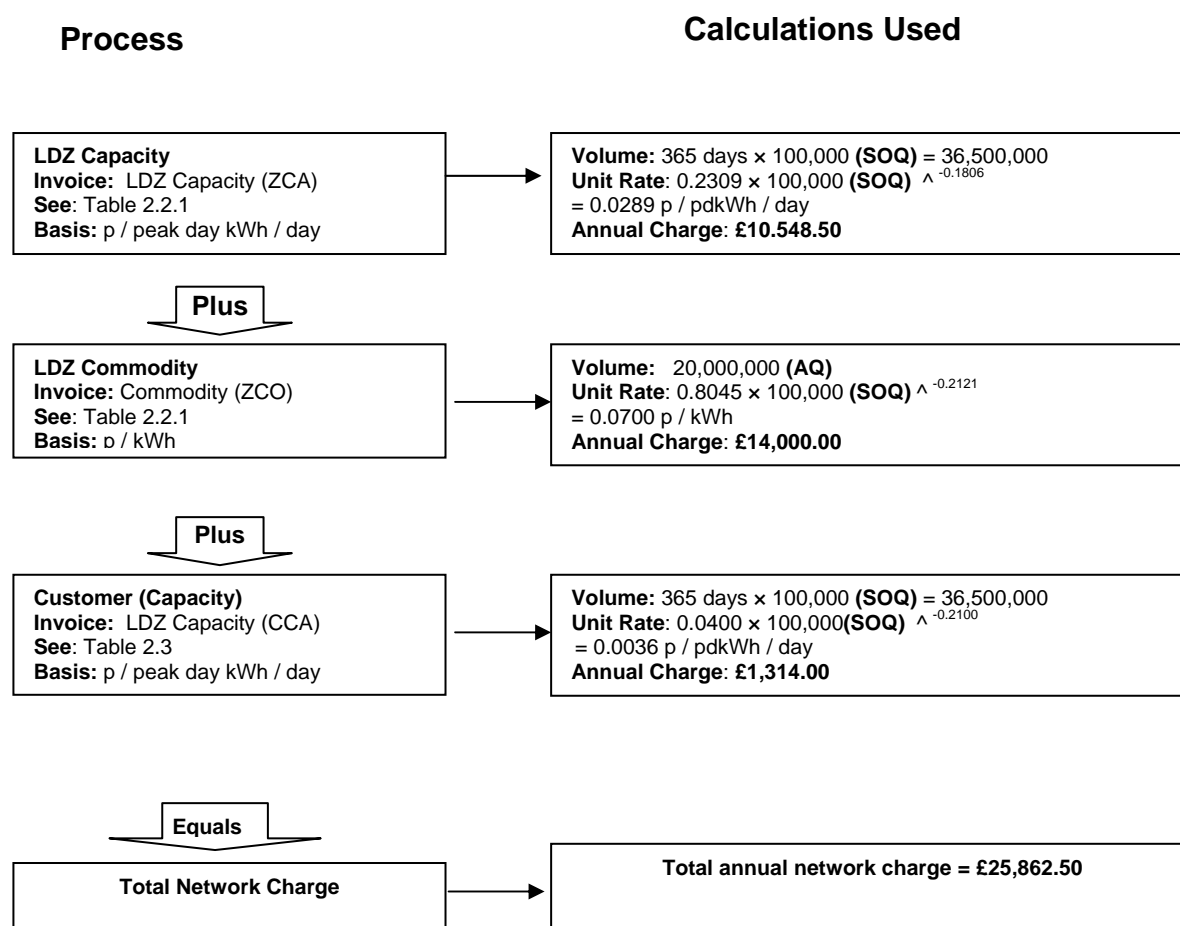 Process
Calculations Used
LDZ Capacity
Invoice: LDZ Capacity (ZCA)
See: Table 2.2.1
Basis: p / peak day kWh / day
Volume: 365 days × 100,000 (SOQ) = 36,500,000
Unit Rate: 0.2309 × 100,000 (SOQ) ^ -0.1806
= 0.0289 p / pdkWh / day
Annual Charge: £10.548.50
Plus
LDZ Commodity
Invoice: Commodity (ZCO)
See: Table 2.2.1
Basis: p / kWh
Volume: 20,000,000 (AQ)
Unit Rate: 0.8045 × 100,000 (SOQ) ^ -0.2121
= 0.0700 p / kWh
Annual Charge: £14,000.00
Plus
Customer (Capacity)
Invoice: LDZ Capacity (CCA)
See: Table 2.3
Basis: p / peak day kWh / day
Volume: 365 days × 100,000 (SOQ) = 36,500,000
Unit Rate: 0.0400 × 100,000(SOQ) ^ -0.2100
= 0.0036 p / pdkWh / day
Annual Charge: £1,314.00
Equals
Total Network Charge
Total annual network charge = £25,862.50